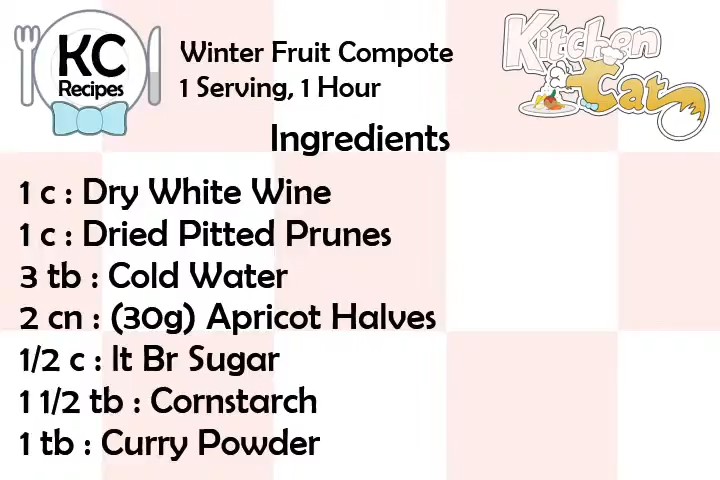 KC
Recipes
Winter Fruit Compote
1 Serving, 1 Hour
Kitchen
Cat
Ingredients
1 c : Dry White Wine
1 c : Dried Pitted Prunes
3 tb : Cold Water
2 cn : (30g) Apricot Halves
1/2 c : lt Br Sugar
1 1/2 tb : Cornstarch
1 tb : Curry Powder